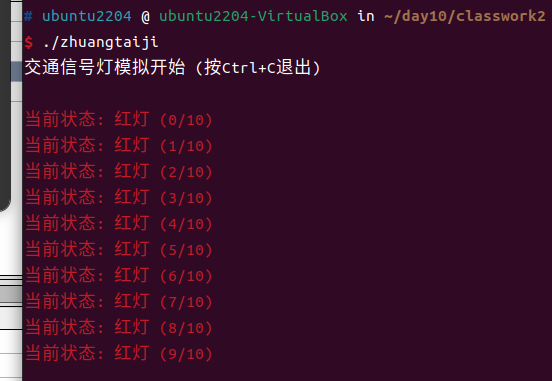 # ubuntu2204 @ ubuntu2204-VirtualBox in ~/day10/classwork2
$ ./zhuangtaiji
交通信号灯模拟开始 (按Ctrl+C退出)
当前状态: 红灯 (0/10)
当前状态: 红灯 (1/10)
当前状态: 红灯 (2/10)
当前状态: 红灯 (3/10)
当前状态: 红灯 (4/10)
当前状态: 红灯 (5/10)
当前状态: 红灯 (6/10)
当前状态: 红灯 (7/10)
当前状态: 红灯 (8/10)
当前状态: 红灯 (9/10)